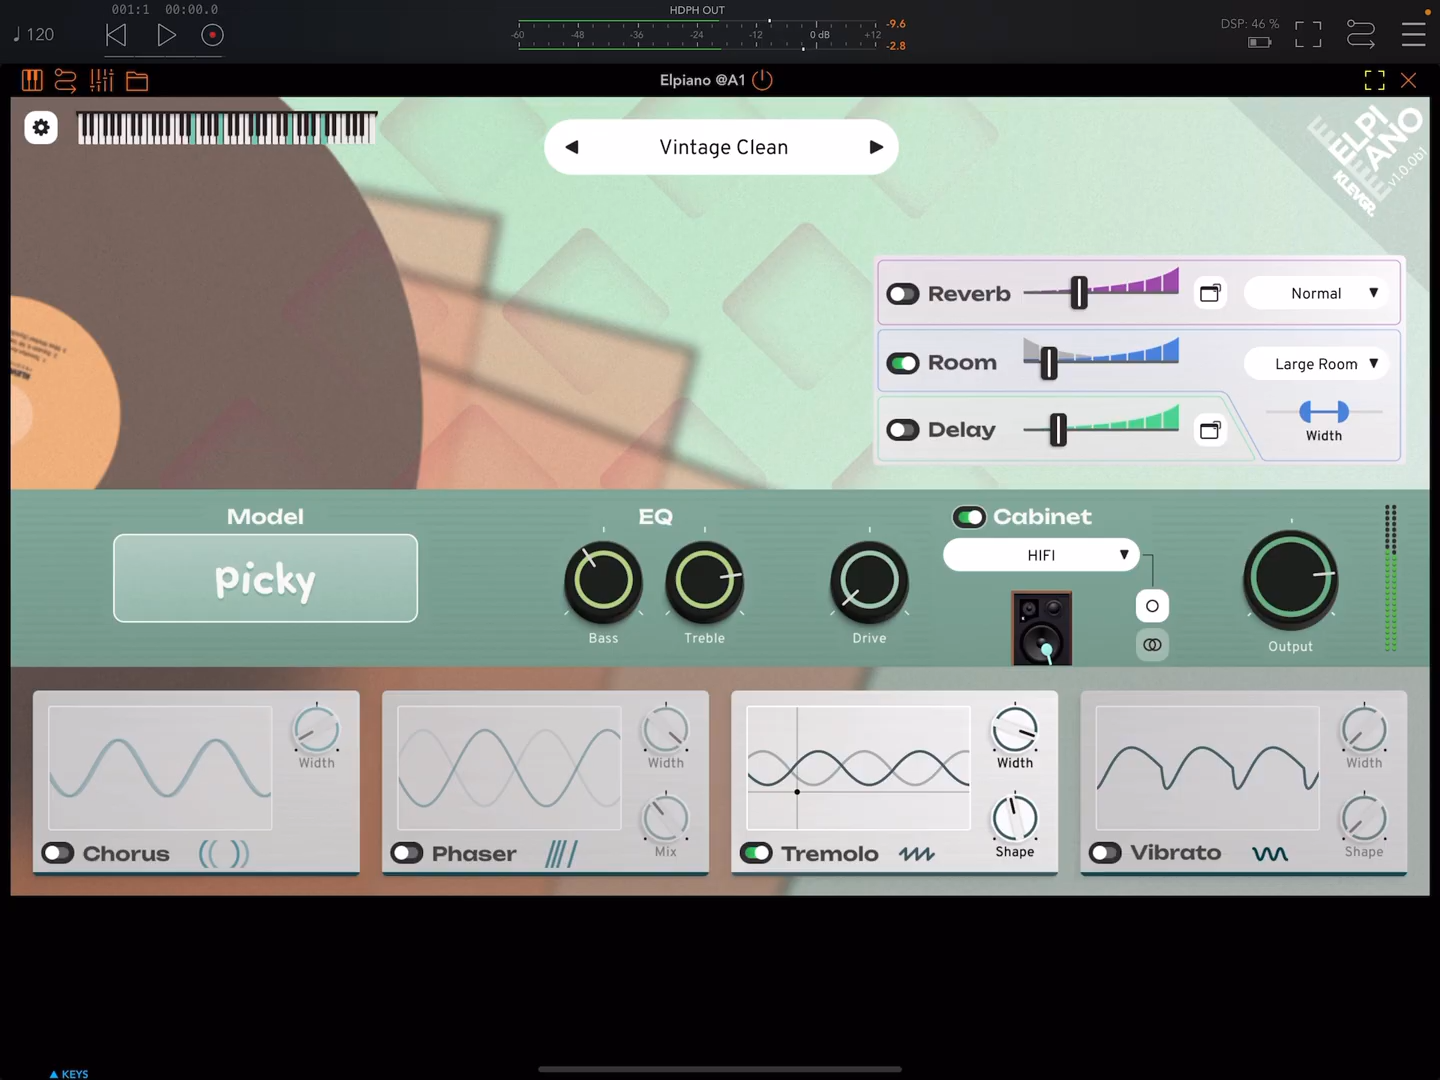 001:1 00:00.0
HDPH OUT
♩ 120
-60 -48 -36 -24 -12 0 dB +12
-9.6
-2.8
DSP: 46 %
Elpiano @A1
Vintage Clean
ELPIANO
KLEVGR.
v1.0.0b1
Reverb
Normal
Room
Large Room
Delay
Width
Model
picky
EQ
Bass
Treble
Drive
Cabinet
HIFI
Output
Chorus
Width
Phaser
Width
Mix
Tremolo
Width
Shape
Vibrato
Width
Shape
KEYS